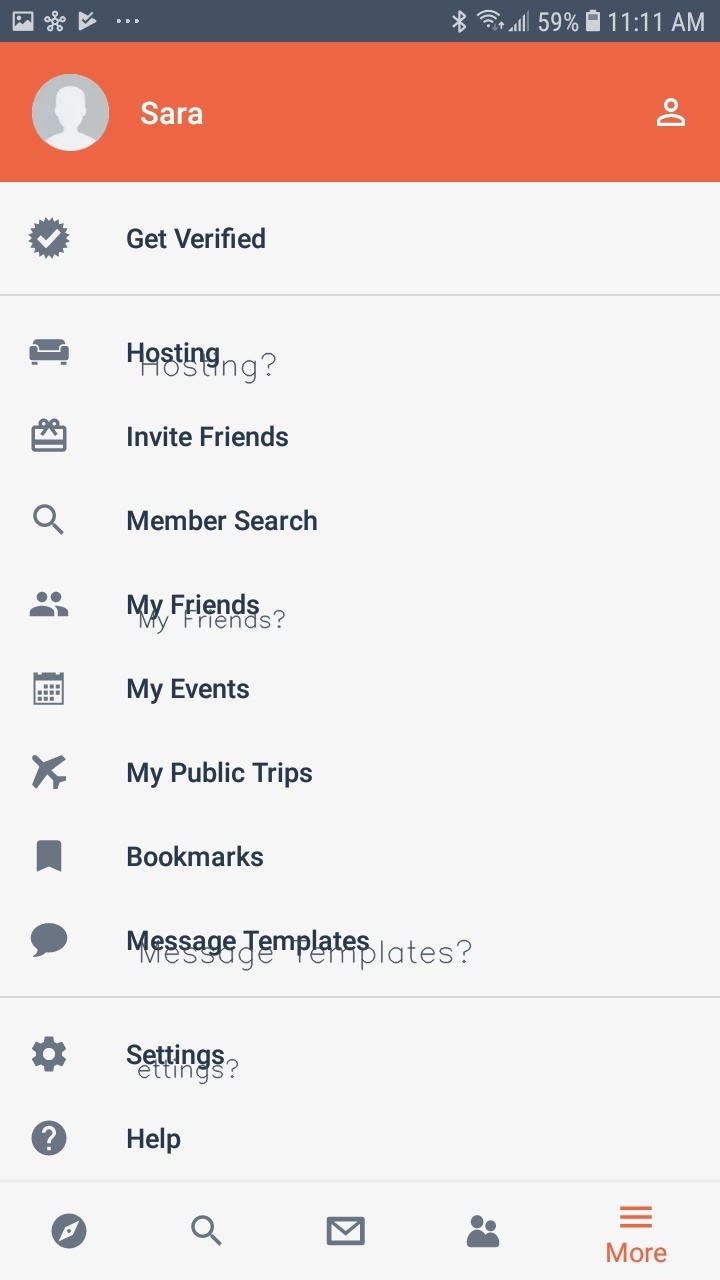 59% 11:11 AM
Sara
Get Verified
Hosting
Hosting?
Invite Friends
Member Search
My Friends
My Friends?
My Events
My Public Trips
Bookmarks
Message Templates
Message Templates?
Settings
ettings?
Help
More